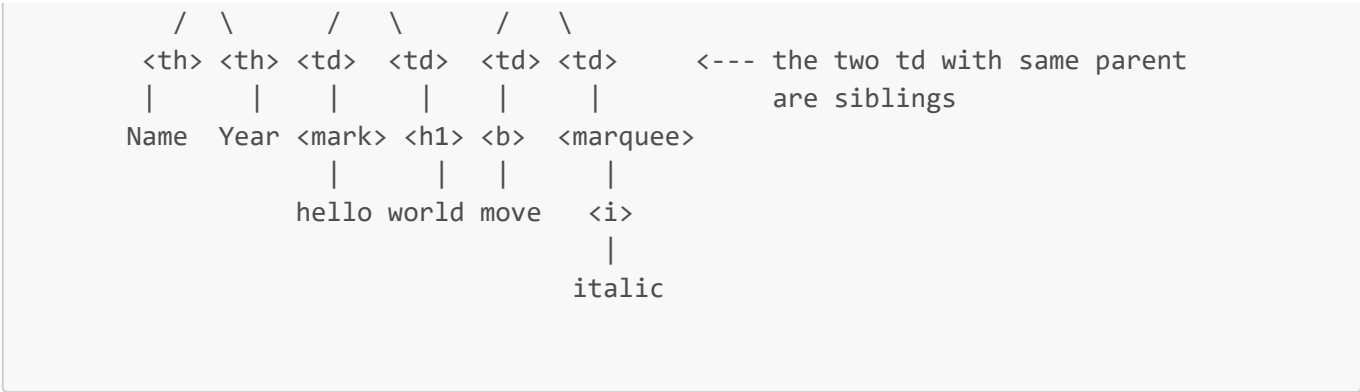 / \ / \ / \
<th> <th> <td> <td> <td> <td> <--- the two td with same parent
| | | | | | are siblings
Name Year <mark> <h1> <b> <marquee>
| | | |
hello world move <i>
|
italic